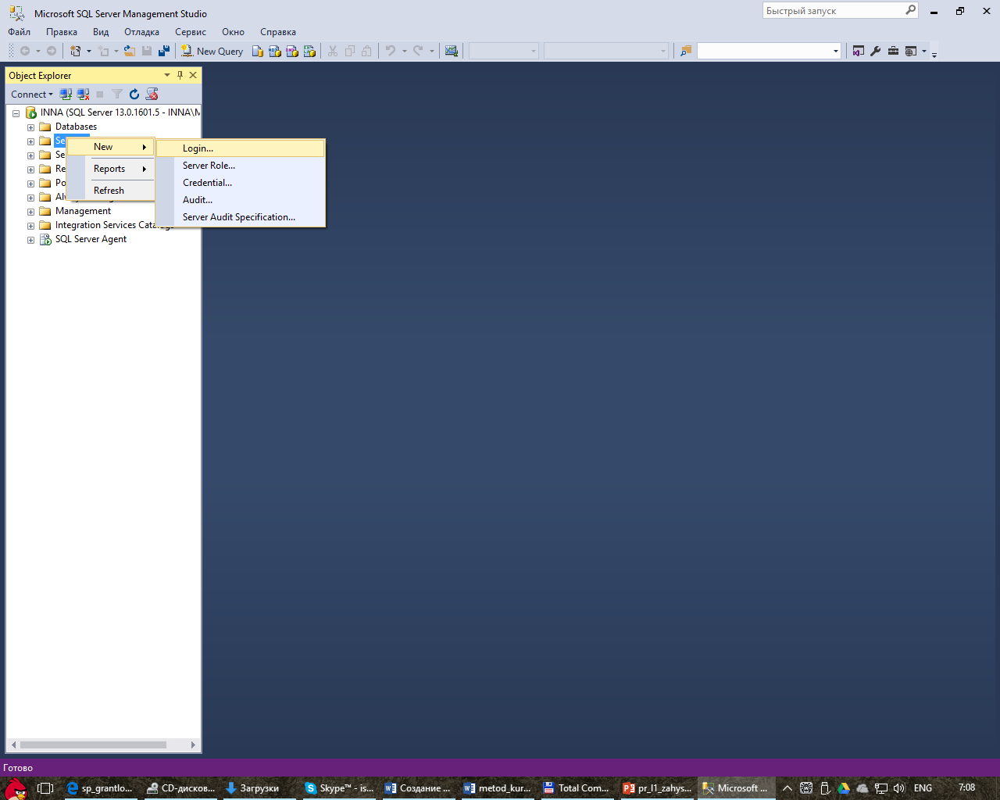 Microsoft SQL Server Management Studio
Быстрый запуск
Файл Правка Вид Отладка Сервис Окно Справка
New Query
Object Explorer
Connect
INNA (SQL Server 13.0.1601.5 - INNA\M
Databases
Se
Se
Re
Po
Al
Management
Integration Services
SQL Server Agent
New
Reports
Refresh
Login...
Server Role...
Credential...
Audit...
Server Audit Specification...
Готово
sp_grantlo... CD-дисков... Загрузки Skype™ - is... Создание ... metod_kur... Total Com... pr_l1_zahys... Microsoft ... ENG 7:08